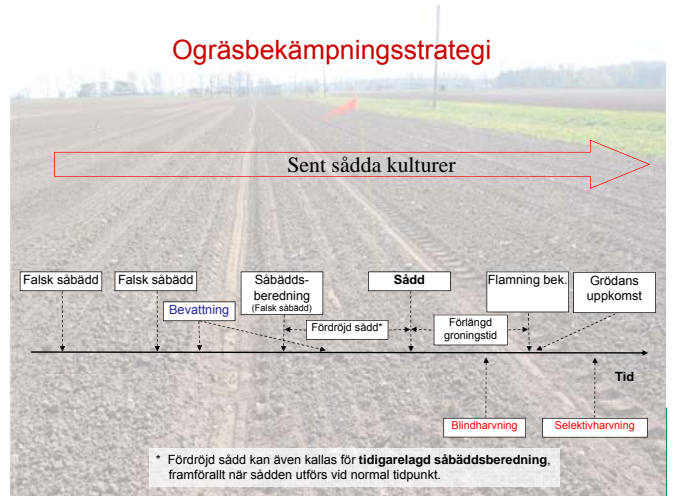 Ogräsbekämpningsstrategi
Sent sådda kulturer
Falsk såbädd
Falsk såbädd
Såbädds-
beredning
(Falsk såbädd)
Sådd
Flamning bek.
Grödans
uppkomst
Bevattning
Fördröjd sådd*
Förlängd
groningstid
Tid
Blindharvning
Selektivharvning
* Fördröjd sådd kan även kallas för tidigarelagd såbäddsberedning,
framförallt när sådden utförs vid normal tidpunkt.